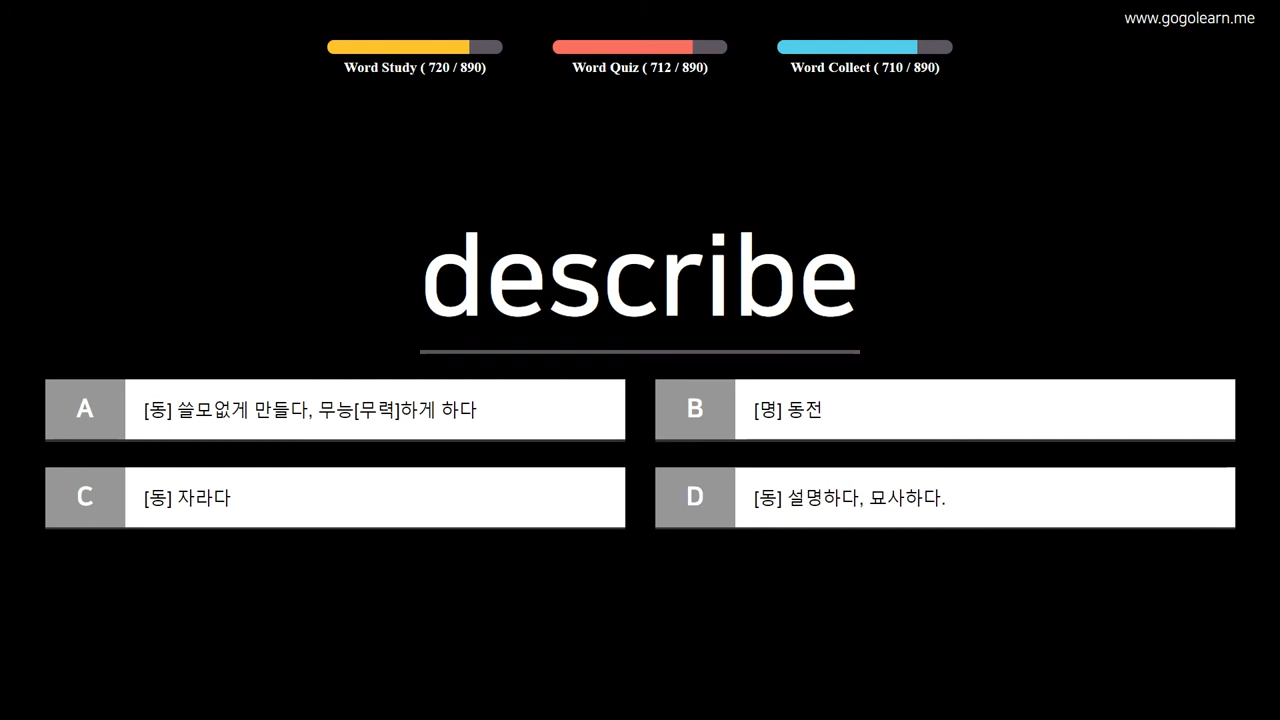 www.gogolearn.me
Word Study ( 720 / 890)
Word Quiz ( 712 / 890)
Word Collect ( 710 / 890)
describe
A [동] 쓸모없게 만들다, 무능[무력]하게 하다
B [명] 동전
C [동] 자라다
D [동] 설명하다, 묘사하다.